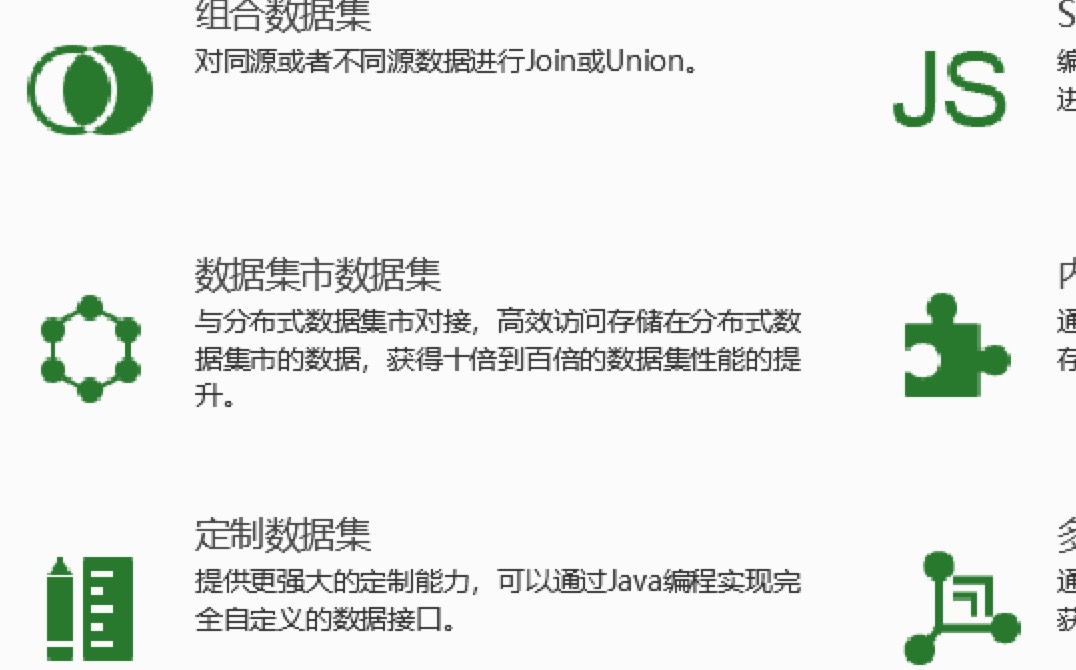 组合数据集
对同源或者不同源数据进行Join或Union。
JS
S
编
进
数据集市数据集
与分布式数据集市对接，高效访问存储在分布式数
据集市的数据，获得十倍到百倍的数据集性能的提
升。
内
通
存
定制数据集
提供更强大的定制能力，可以通过Java编程实现完
全自定义的数据接口。
多
通
获